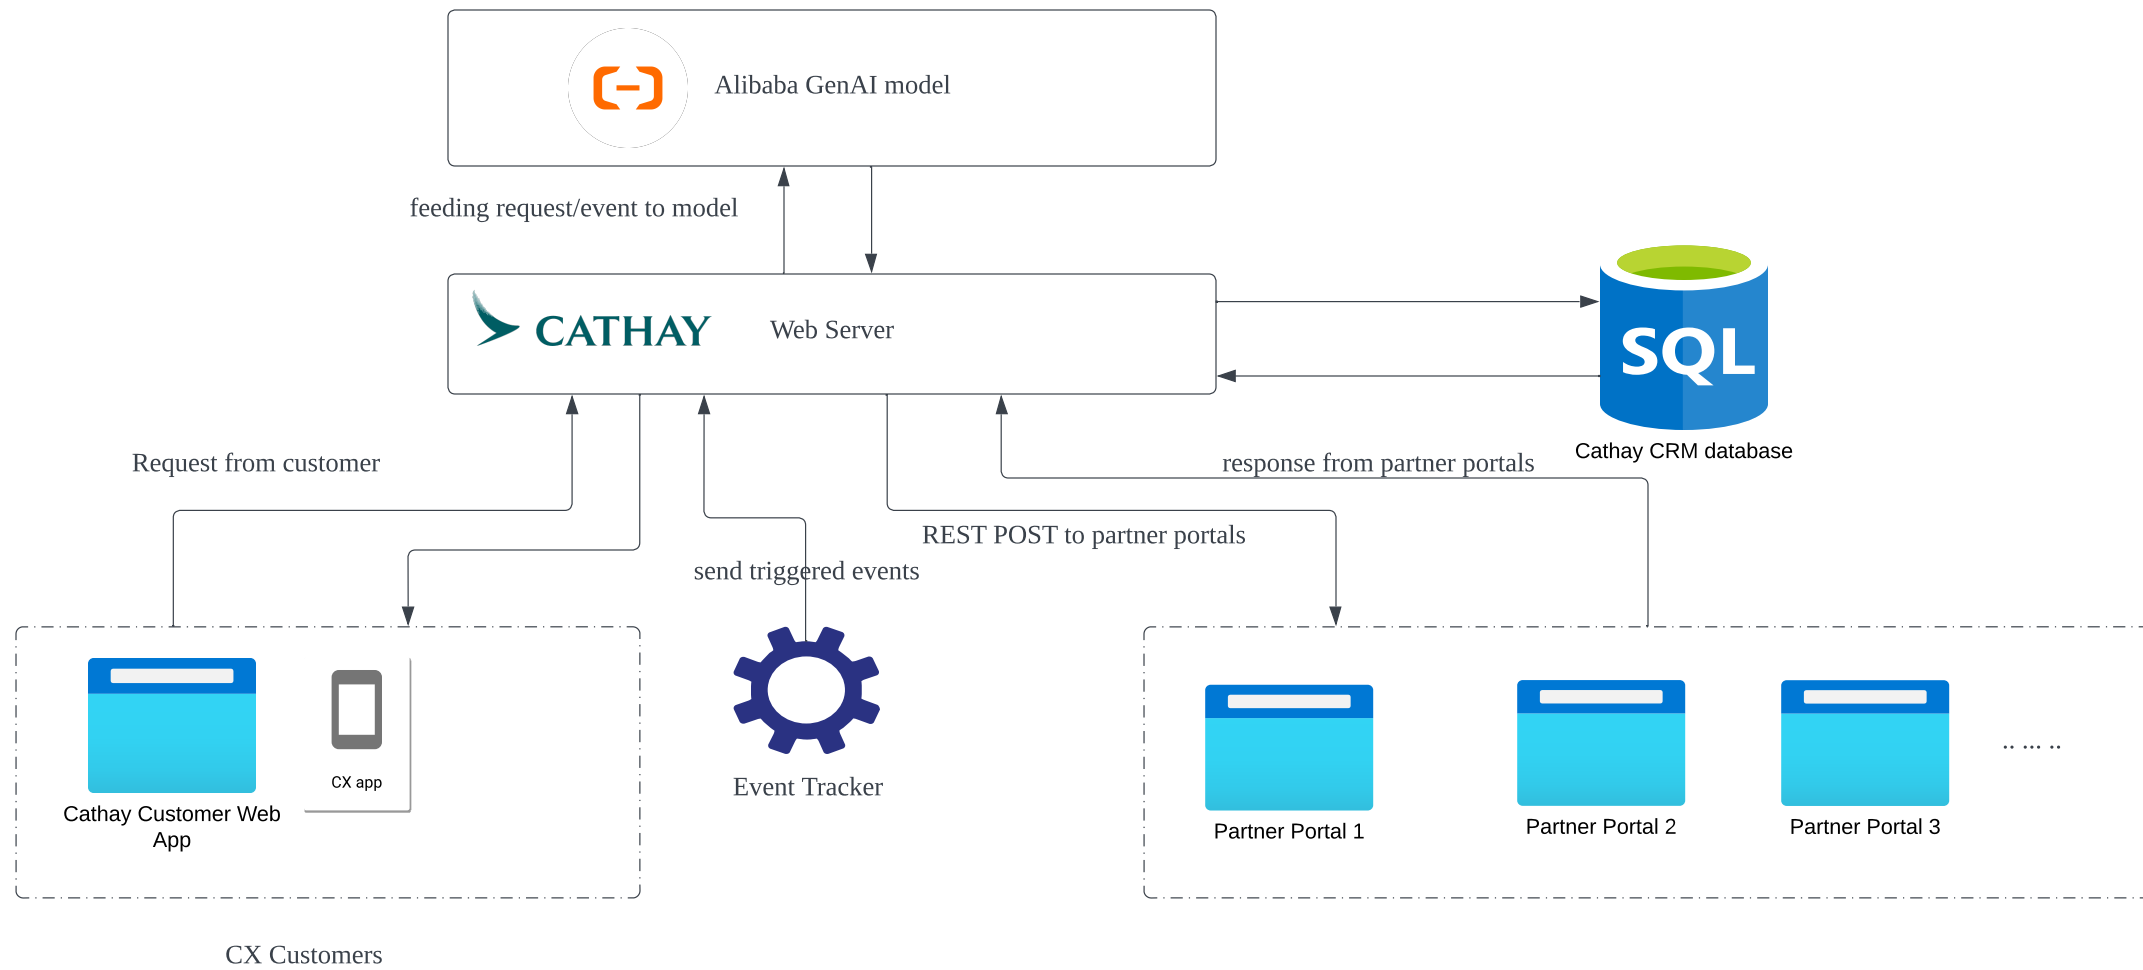 Alibaba GenAI model
feeding request/event to model
CATHAY
Web Server
SQL
Cathay CRM database
Request from customer
response from partner portals
REST POST to partner portals
send triggered events
CX app
Cathay Customer Web
App
Event Tracker
Partner Portal 1
Partner Portal 2
Partner Portal 3
.. ... ..
CX Customers